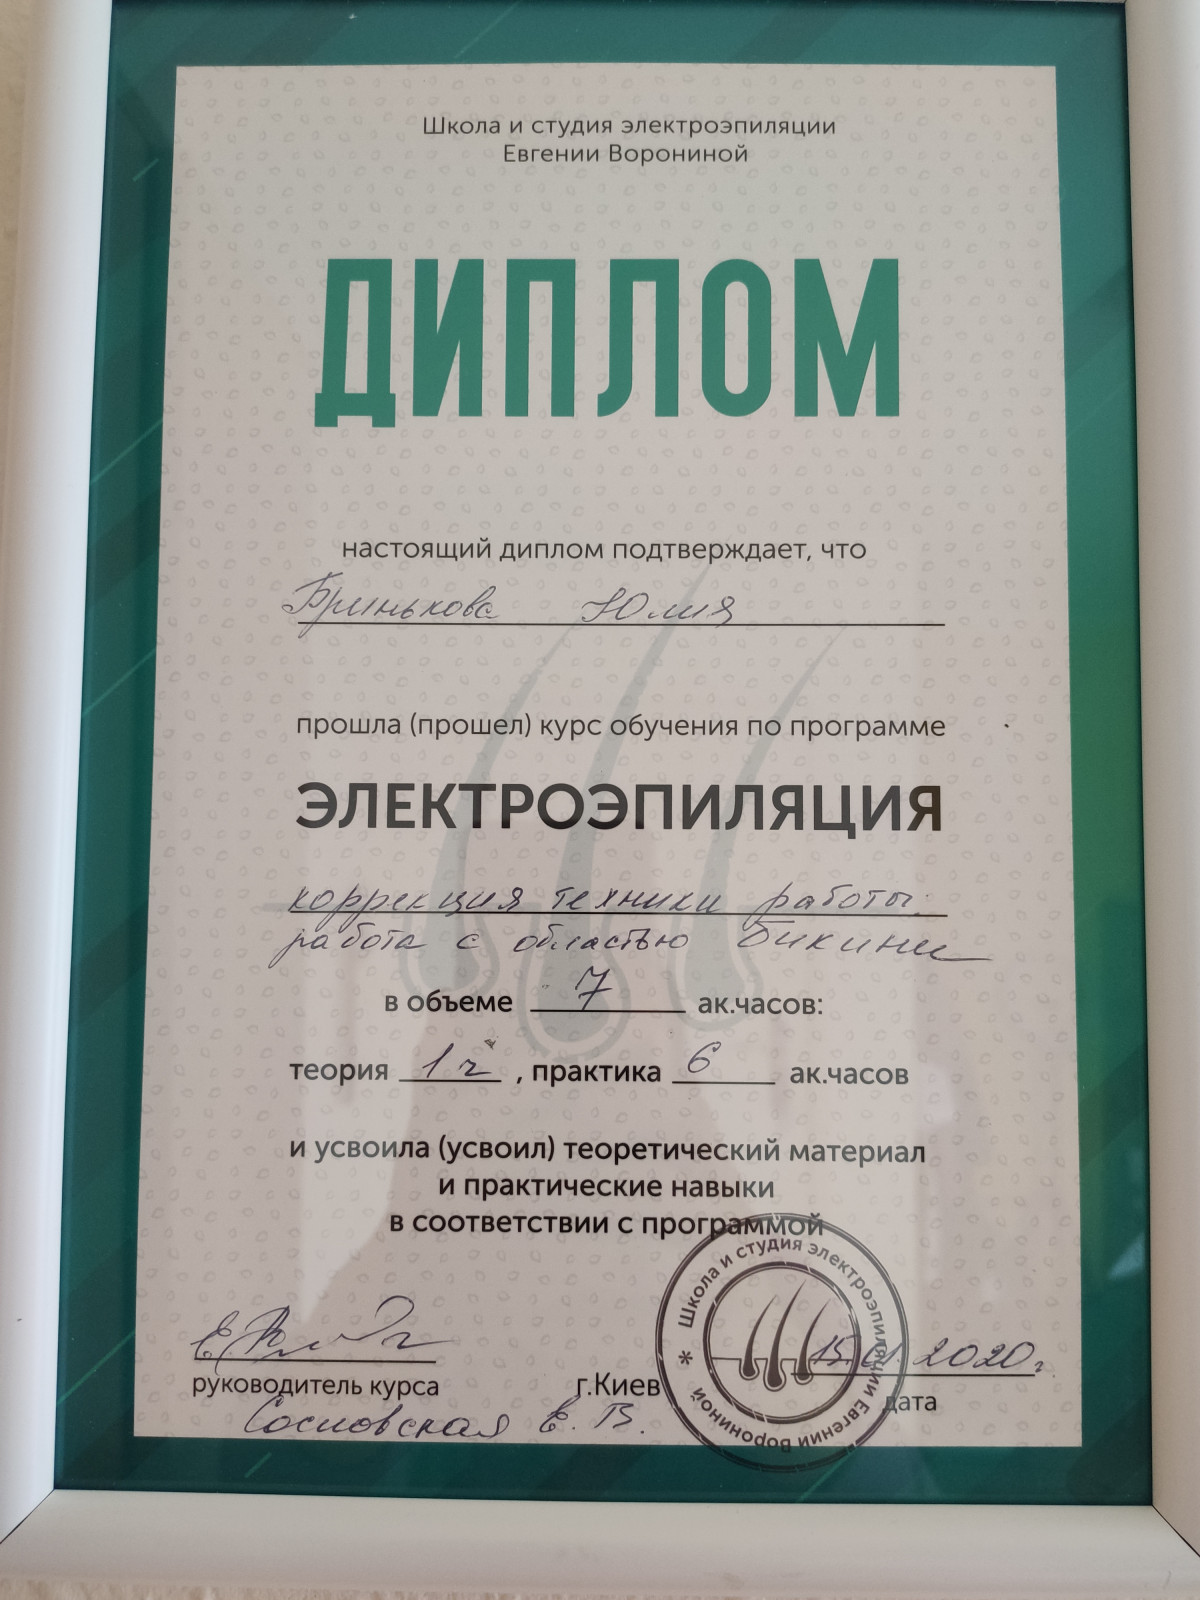 Школа и студия электроэпиляции
Евгении Ворониной
ДИПЛОМ
настоящий диплом подтверждает, что
Бринькова Юлия
прошла (прошел) курс обучения по программе
ЭЛЕКТРОЭПИЛЯЦИЯ
коррекция техники работы.
работа с областью бикини
в объеме 7 ак.часов:
теория 1 ч , практика 6 ак.часов
и усвоила (усвоил) теоретический материал
и практические навыки
в соответствии с программой
Школа и студия электроэпиляции Евгении Ворониной *
2020г.
руководитель курса г.Киев дата
Сосновская Е. В.